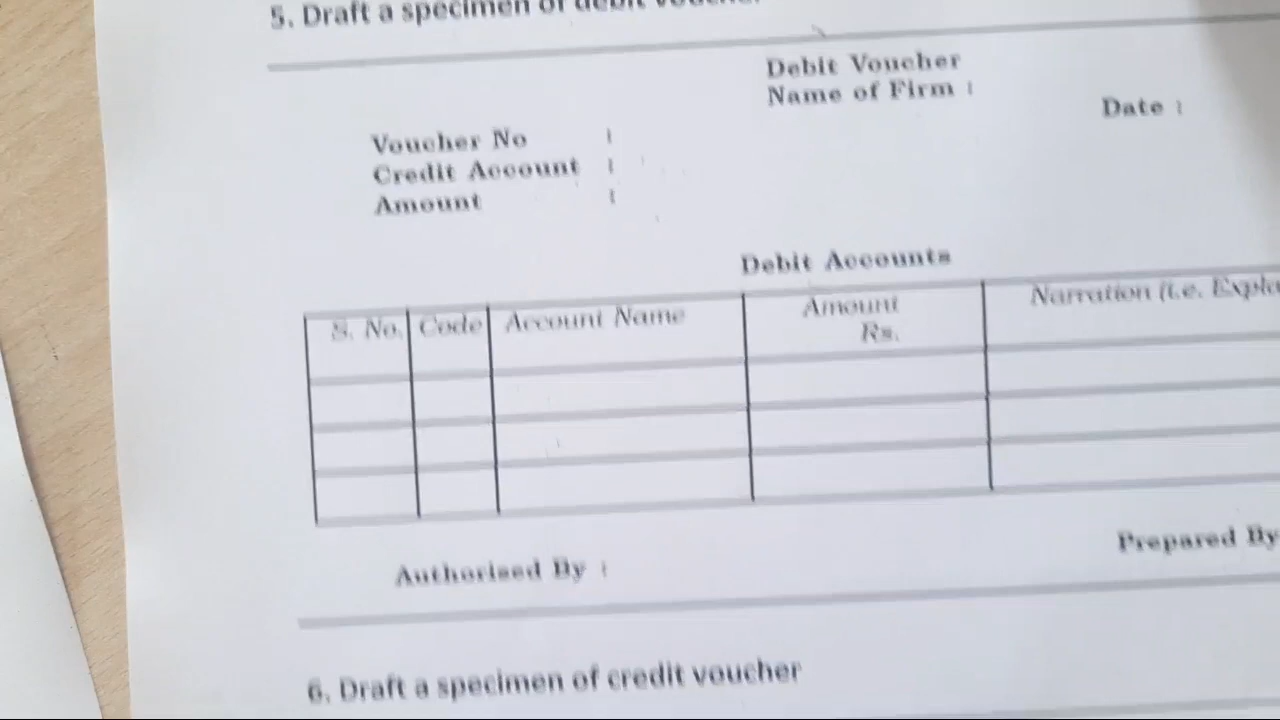 5. Draft a specimen of debit voucher
Debit Voucher
Name of Firm :
Date :
Voucher No :
Credit Account :
Amount :
Debit Accounts
S. No. Code Account Name Amount Rs. Narration (i.e. Expla
Authorised By :
Prepared By
6. Draft a specimen of credit voucher